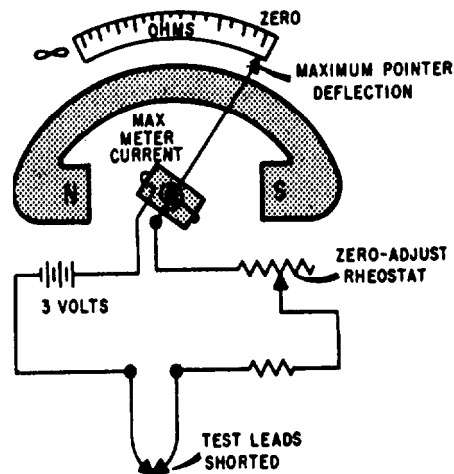 ZERO
OHMS
∞
MAXIMUM POINTER
DEFLECTION
MAX
METER
CURRENT
N
S
ZERO-ADJUST
RHEOSTAT
3 VOLTS
TEST LEADS
SHORTED